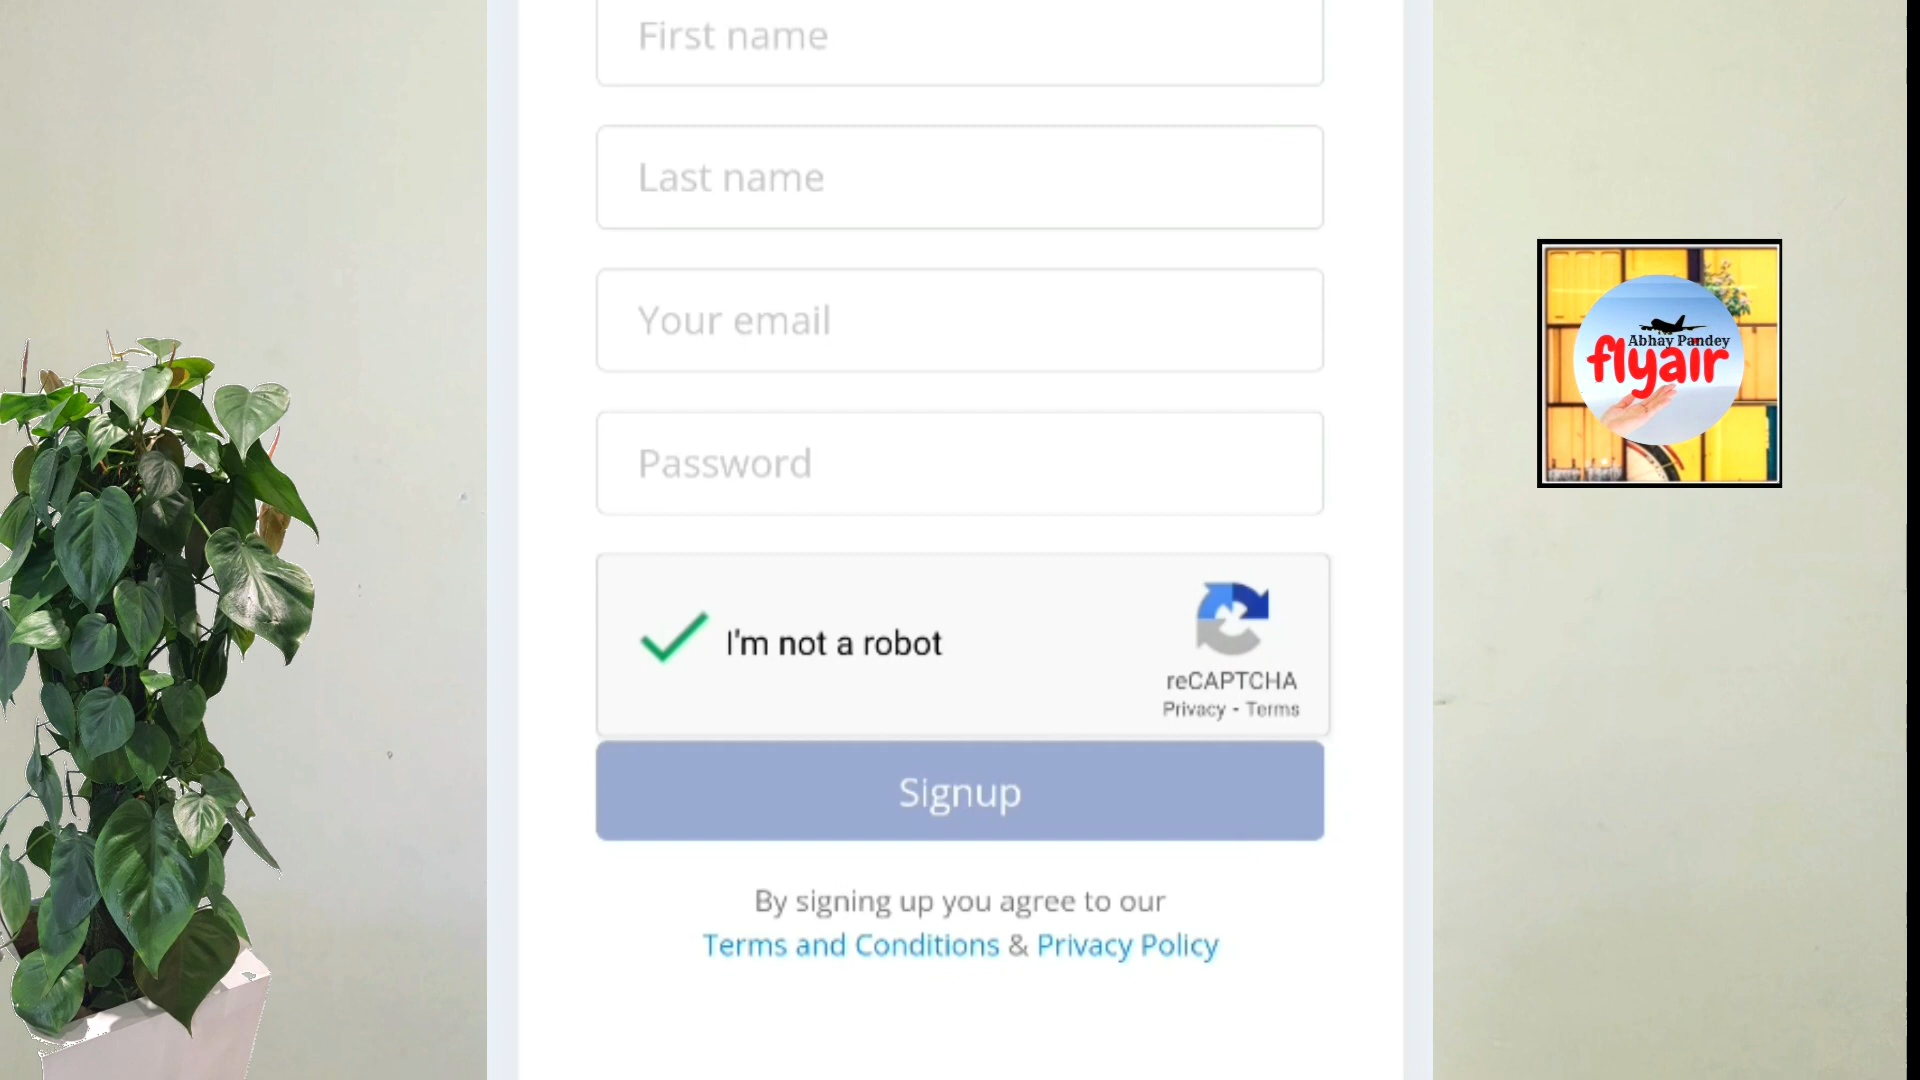 First name
Last name
Your email
Password
I'm not a robot
reCAPTCHA
Privacy - Terms
Signup
By signing up you agree to our
Terms and Conditions & Privacy Policy
Abhay Pandey
flyair